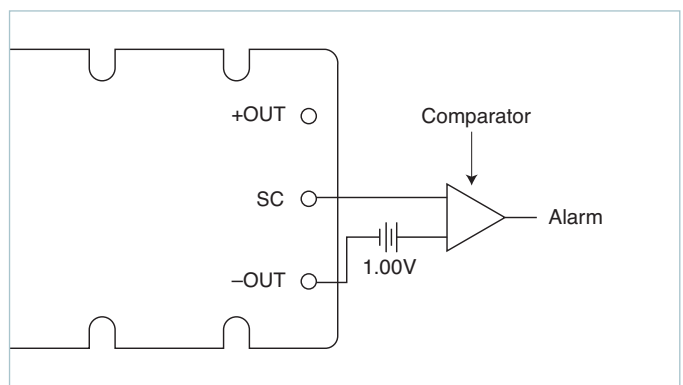 +OUT
Comparator
SC
Alarm
1.00V
–OUT